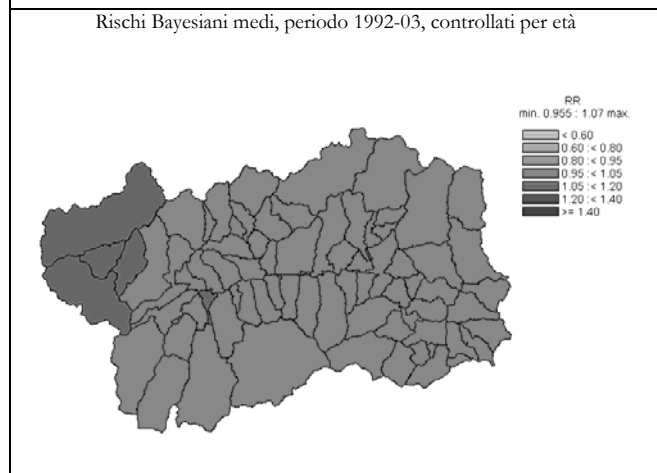 Rischi Bayesiani medi, periodo 1992-03, controllati per età
RR
min. 0.955 : 1.07 max.
< 0.60
0.60 :< 0.80
0.80 :< 0.95
0.95 :< 1.05
1.05 :< 1.20
1.20 :< 1.40
>= 1.40